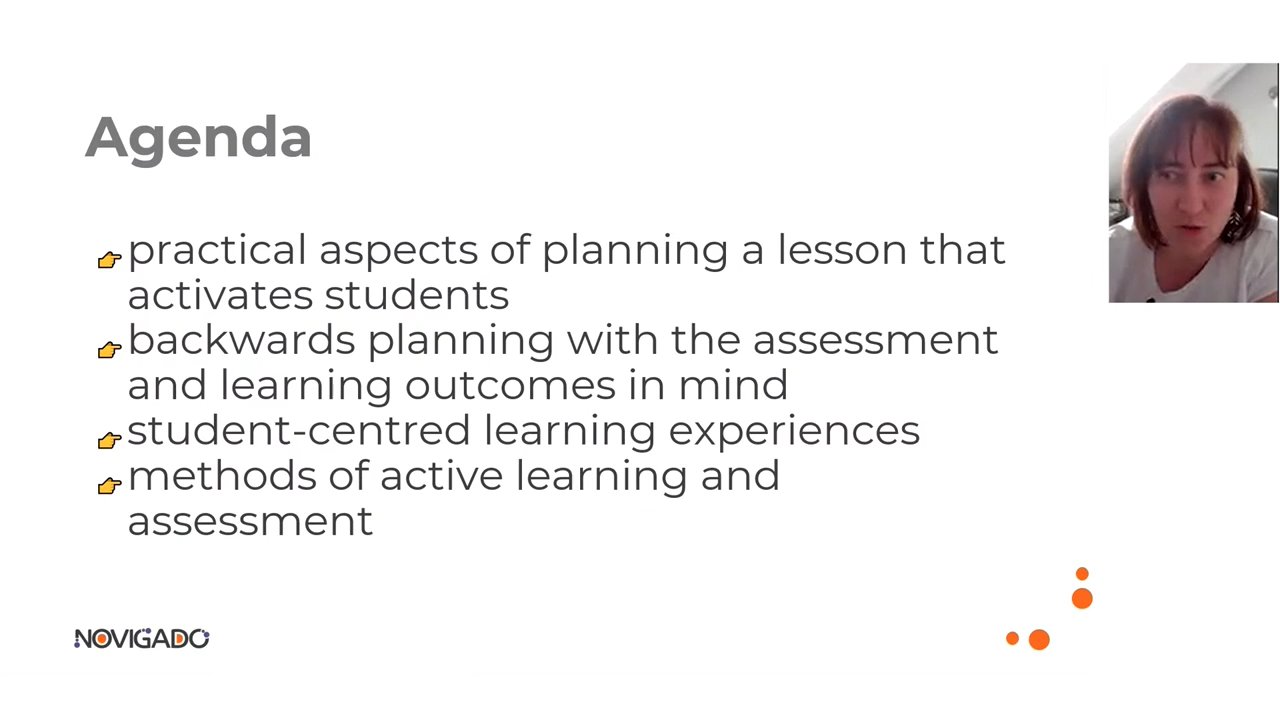 Agenda
practical aspects of planning a lesson that
activates students
backwards planning with the assessment
and learning outcomes in mind
student-centred learning experiences
methods of active learning and
assessment
NOVIGADO